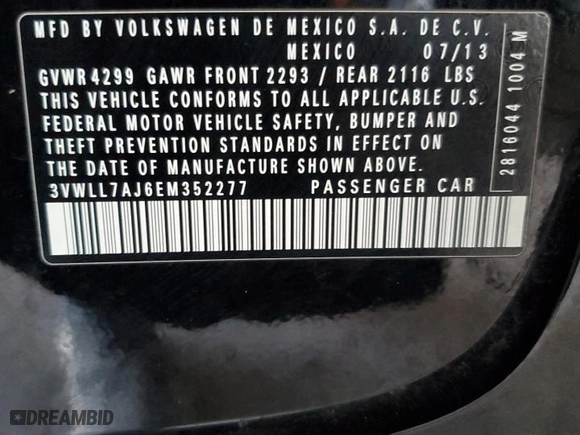 MFD BY VOLKSWAGEN DE MEXICO S.A. DE C.V.
MEXICO 07/13
GVWR 4299 GAWR FRONT 2293 / REAR 2116 LBS
THIS VEHICLE CONFORMS TO ALL APPLICABLE U.S.
FEDERAL MOTOR VEHICLE SAFETY, BUMPER AND
THEFT PREVENTION STANDARDS IN EFFECT ON
THE DATE OF MANUFACTURE SHOWN ABOVE.
3VWLL7AJ6EM352277 PASSENGER CAR
2816044 1004 M
DREAMBID